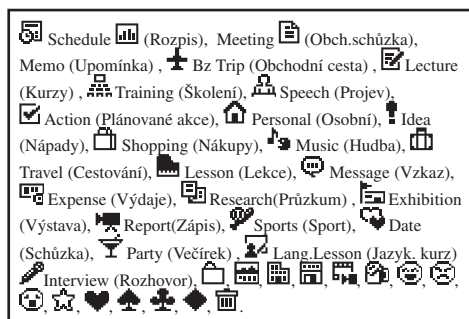 Schedule (Rozpis), Meeting (Obch.schůzka),
Memo (Upomínka) , Bz Trip (Obchodní cesta) , Lecture
(Kurzy) , Training (Školení), Speech (Projev),
Action (Plánované akce), Personal (Osobní), Idea
(Nápady), Shopping (Nákupy), Music (Hudba),
Travel (Cestování), Lesson (Lekce), Message (Vzkaz),
Expense (Výdaje), Research(Průzkum) , Exhibition
(Výstava), Report(Zápis), Sports (Sport), Date
(Schůzka), Party (Večírek) , Lang.Lesson (Jazyk. kurz)
Interview (Rozhovor), , , , , , , , ,
, , , , , , .